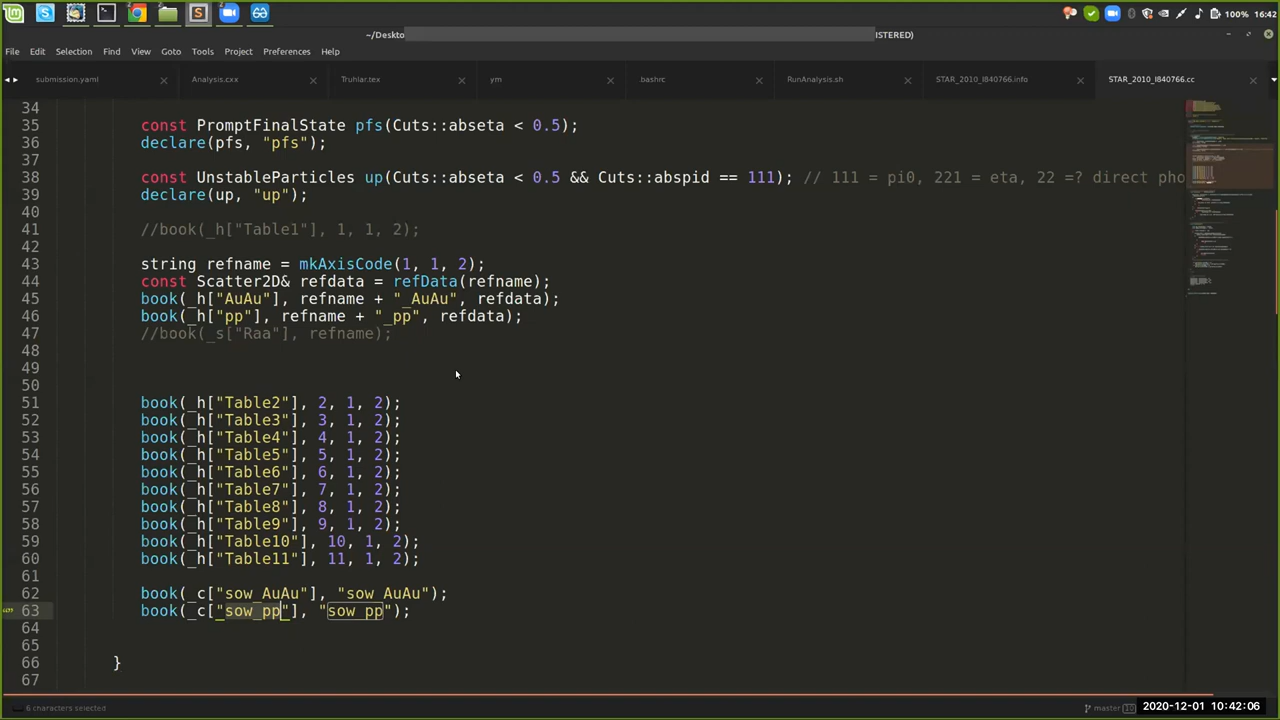 100% 16:42
~/Deskto ISTERED)
File Edit Selection Find View Goto Tools Project Preferences Help
submission.yaml Analysis.cxx Truhlar.tex ym bashrc RunAnalysis.sh STAR_2010_I840766.info STAR_2010_I840766.cc
34
35 const PromptFinalState pfs(Cuts::abseta < 0.5);
36 declare(pfs, "pfs");
37
38 const UnstableParticles up(Cuts::abseta < 0.5 && Cuts::abspid == 111); // 111 = pi0, 221 = eta, 22 =? direct pho
39 declare(up, "up");
40
41 //book(_h["Table1"], 1, 1, 2);
42
43 string refname = mkAxisCode(1, 1, 2);
44 const Scatter2D& refdata = refData(refname);
45 book(_h["AuAu"], refname + "_AuAu", refdata);
46 book(_h["pp"], refname + "_pp", refdata);
47 //book(_s["Raa"], refname);
48
49
50
51 book(_h["Table2"], 2, 1, 2);
52 book(_h["Table3"], 3, 1, 2);
53 book(_h["Table4"], 4, 1, 2);
54 book(_h["Table5"], 5, 1, 2);
55 book(_h["Table6"], 6, 1, 2);
56 book(_h["Table7"], 7, 1, 2);
57 book(_h["Table8"], 8, 1, 2);
58 book(_h["Table9"], 9, 1, 2);
59 book(_h["Table10"], 10, 1, 2);
60 book(_h["Table11"], 11, 1, 2);
61
62 book(_c["sow_AuAu"], "sow_AuAu");
63 book(_c["sow_pp"], "sow_pp");
64
65
66 }
67
6 characters selected master 10 2020-12-01 10:42:06